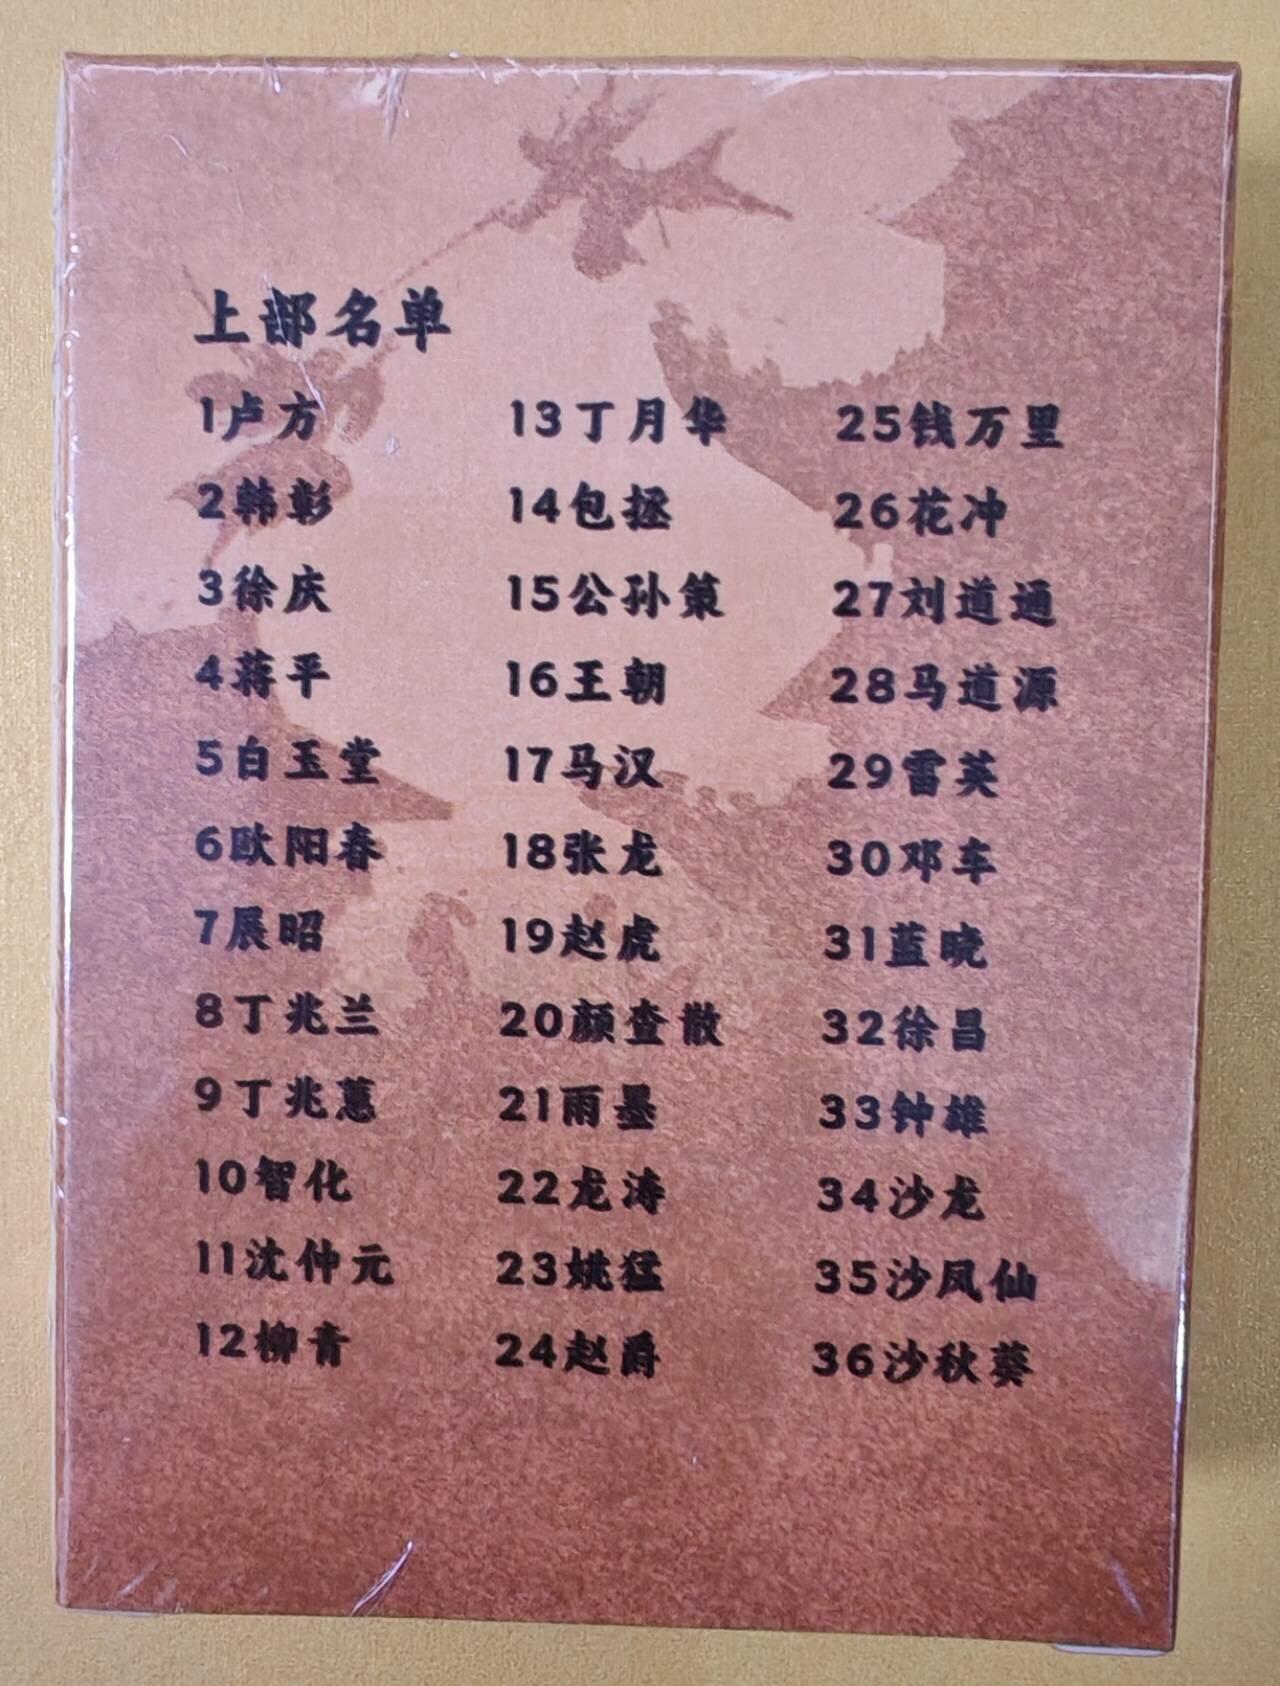 上部名单
1卢方
2韩彰
3徐庆
4蒋平
5白玉堂
6欧阳春
7展昭
8丁兆兰
9丁兆蕙
10智化
11沈仲元
12柳青
13丁月华
14包拯
15公孙策
16王朝
17马汉
18张龙
19赵虎
20颜查散
21雨墨
22龙涛
23姚猛
24赵爵
25钱万里
26花冲
27刘道通
28马道源
29雷英
30邓车
31蓝晓
32徐昌
33钟雄
34沙龙
35沙凤仙
36沙秋葵